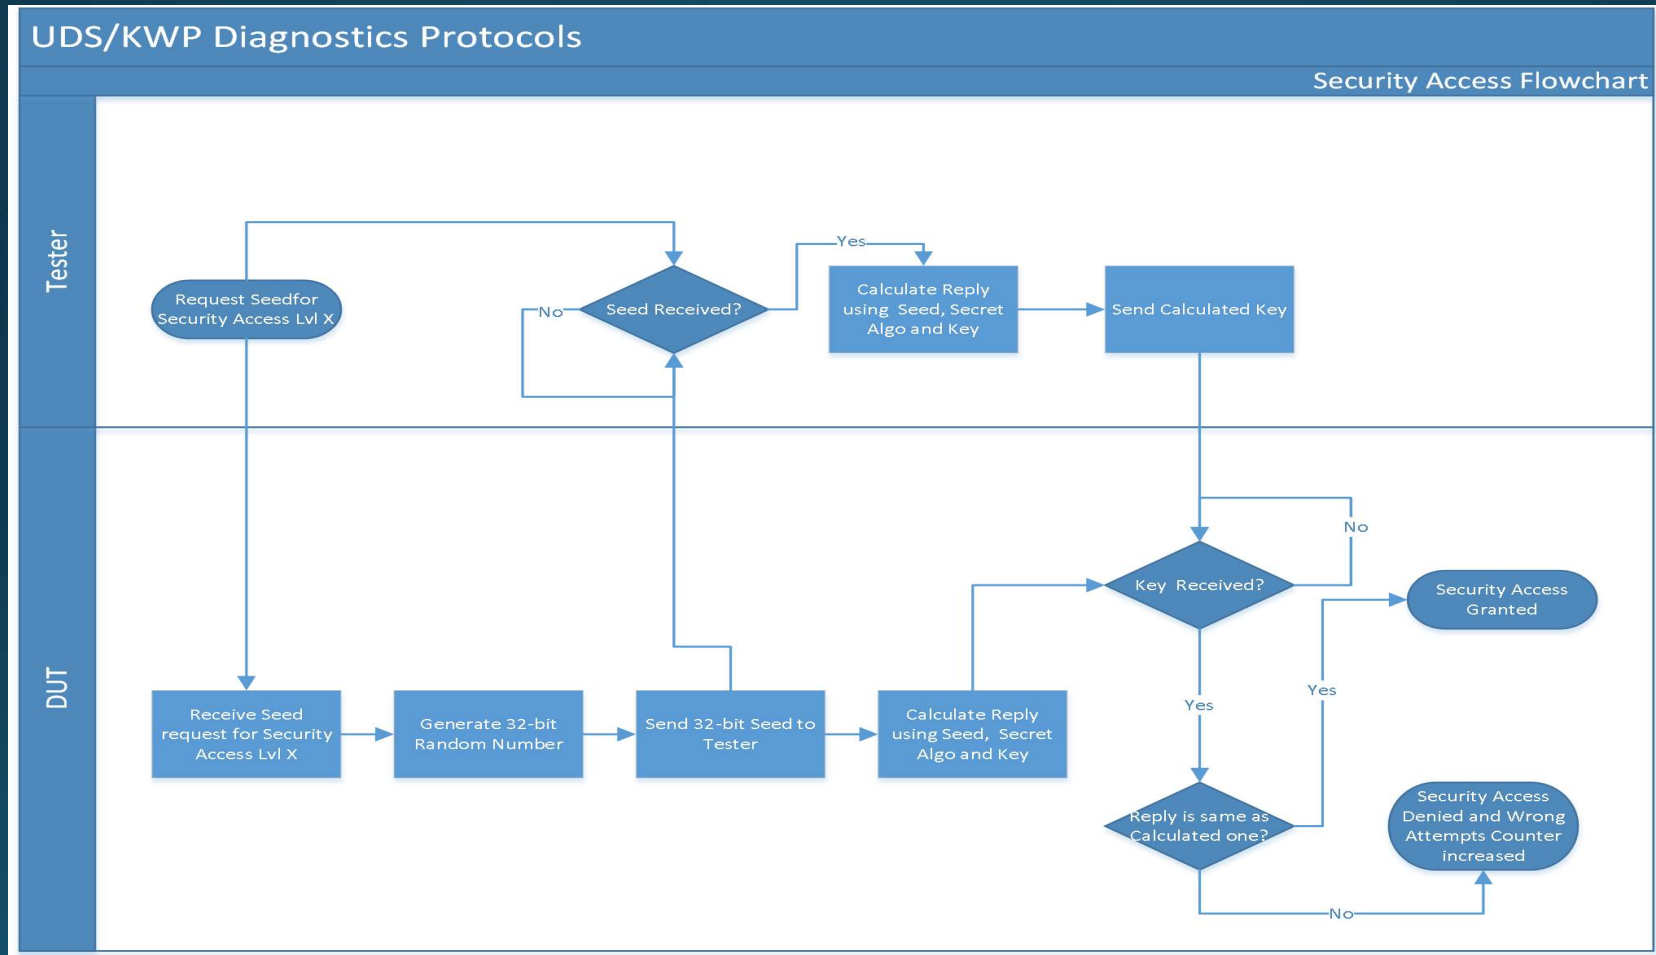 UDS/KWP Diagnostics Protocols
Security Access Flowchart
Tester
Request Seedfor
Security Access Lvl X
No
Seed Received?
Yes
Calculate Reply
using Seed, Secret
Algo and Key
Send Calculated Key
DUT
Receive Seed
request for Security
Access Lvl X
Generate 32-bit
Random Number
Send 32-bit Seed to
Tester
Calculate Reply
using Seed, Secret
Algo and Key
Key Received?
No
Yes
Reply is same as
Calculated one?
Yes
Security Access
Granted
No
Security Access
Denied and Wrong
Attempts Counter
increased